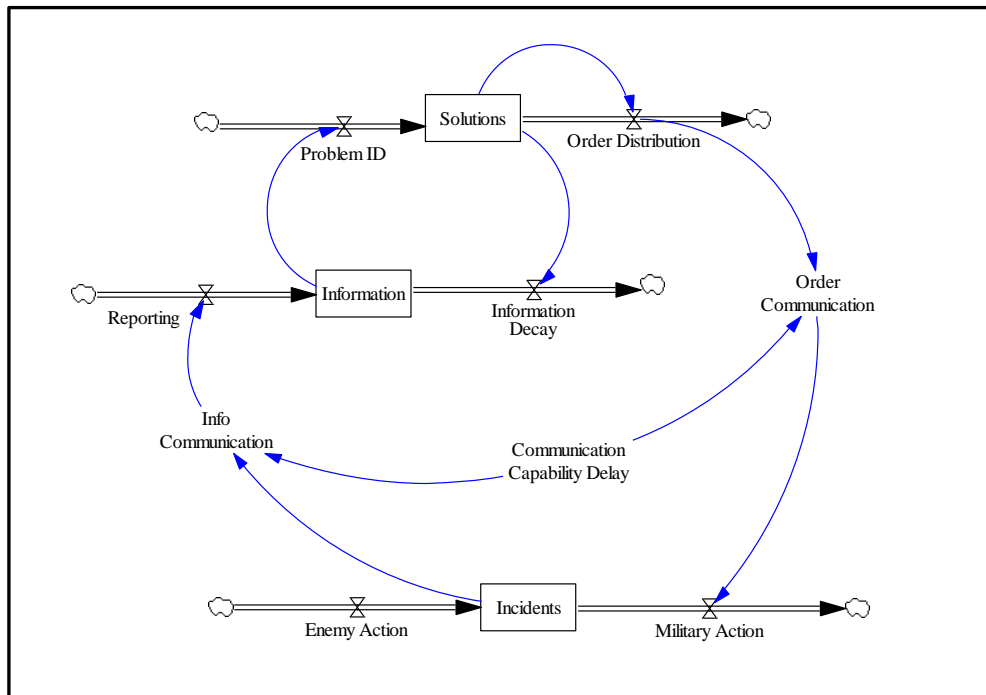 Solutions
Order Distribution
Problem ID
Information
Order
Communication
Reporting
Information
Decay
Info
Communication
Communication
Capability Delay
Incidents
Enemy Action
Military Action